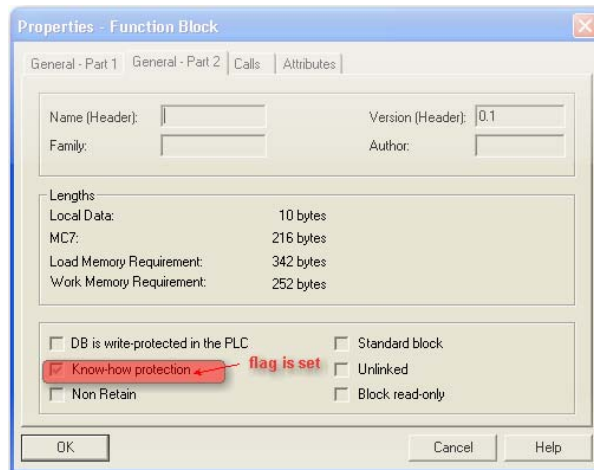 Properties - Function Block
General - Part 1 General - Part 2 Calls Attributes
Name (Header): Version (Header): 0.1
Family: Author:
Lengths
Local Data: 10 bytes
MC7: 216 bytes
Load Memory Requirement: 342 bytes
Work Memory Requirement: 252 bytes
DB is write-protected in the PLC Standard block
Know-how protection flag is set Unlinked
Non Retain Block read-only
OK Cancel Help